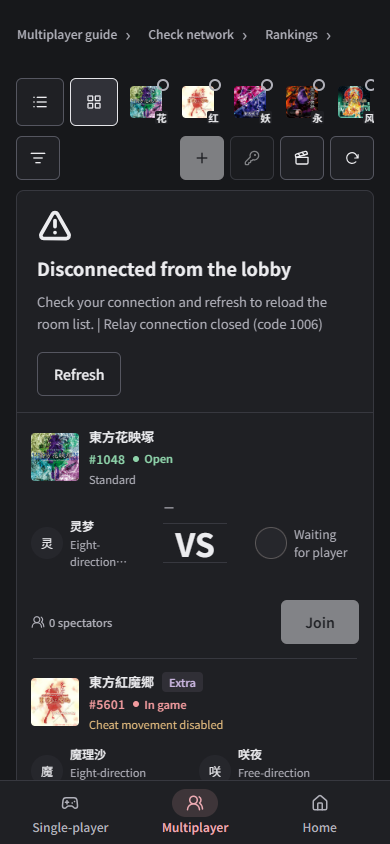 Multiplayer guide › Check network › Rankings ›
花 红 妖 永 风
Disconnected from the lobby
Check your connection and refresh to reload the
room list. | Relay connection closed (code 1006)
Refresh
東方花映塚
#1048 ● Open
Standard
灵 灵梦
Eight-
direction…
—
VS
Waiting
for player
0 spectators
Join
東方紅魔郷 Extra
#5601 ● In game
Cheat movement disabled
魔 魔理沙
Eight-direction
咲 咲夜
Free-direction
Single-player Multiplayer Home